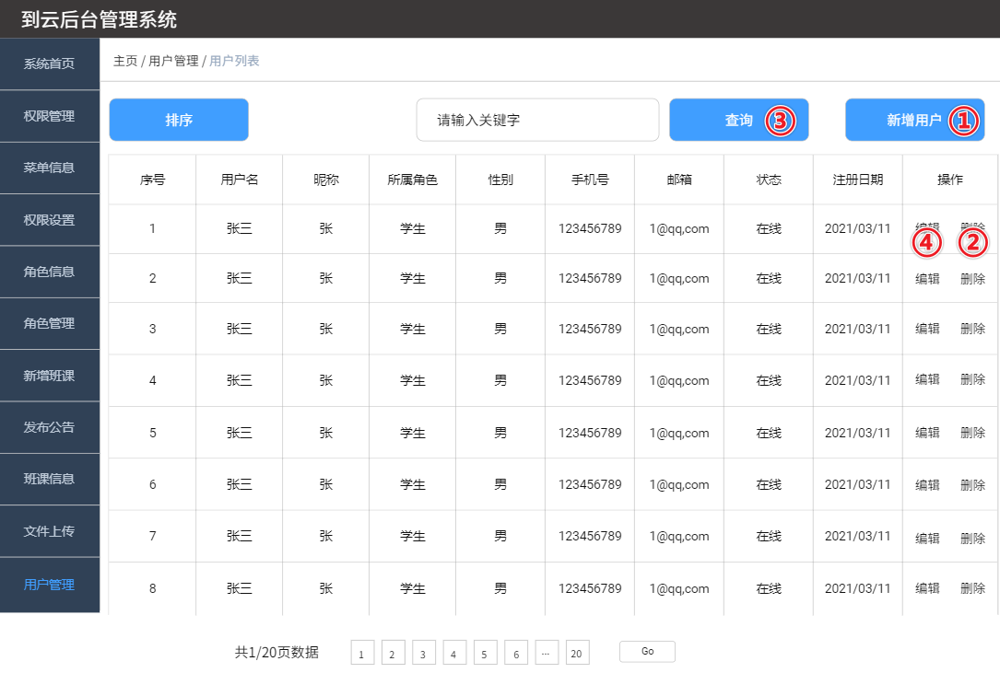 到云后台管理系统
系统首页
权限管理
菜单信息
权限设置
角色信息
角色管理
新增班课
发布公告
班课信息
文件上传
用户管理
主页 / 用户管理 / 用户列表
排序 请输入关键字 查询 ③ 新增用户 ①
序号 用户名 昵称 所属角色 性别 手机号 邮箱 状态 注册日期 操作
1 张三 张 学生 男 123456789 1@qq,com 在线 2021/03/11 编辑 删除
④ ②
2 张三 张 学生 男 123456789 1@qq,com 在线 2021/03/11 编辑 删除
3 张三 张 学生 男 123456789 1@qq,com 在线 2021/03/11 编辑 删除
4 张三 张 学生 男 123456789 1@qq,com 在线 2021/03/11 编辑 删除
5 张三 张 学生 男 123456789 1@qq,com 在线 2021/03/11 编辑 删除
6 张三 张 学生 男 123456789 1@qq,com 在线 2021/03/11 编辑 删除
7 张三 张 学生 男 123456789 1@qq,com 在线 2021/03/11 编辑 删除
8 张三 张 学生 男 123456789 1@qq,com 在线 2021/03/11 编辑 删除
共1/20页数据 1 2 3 4 5 6 ... 20 Go